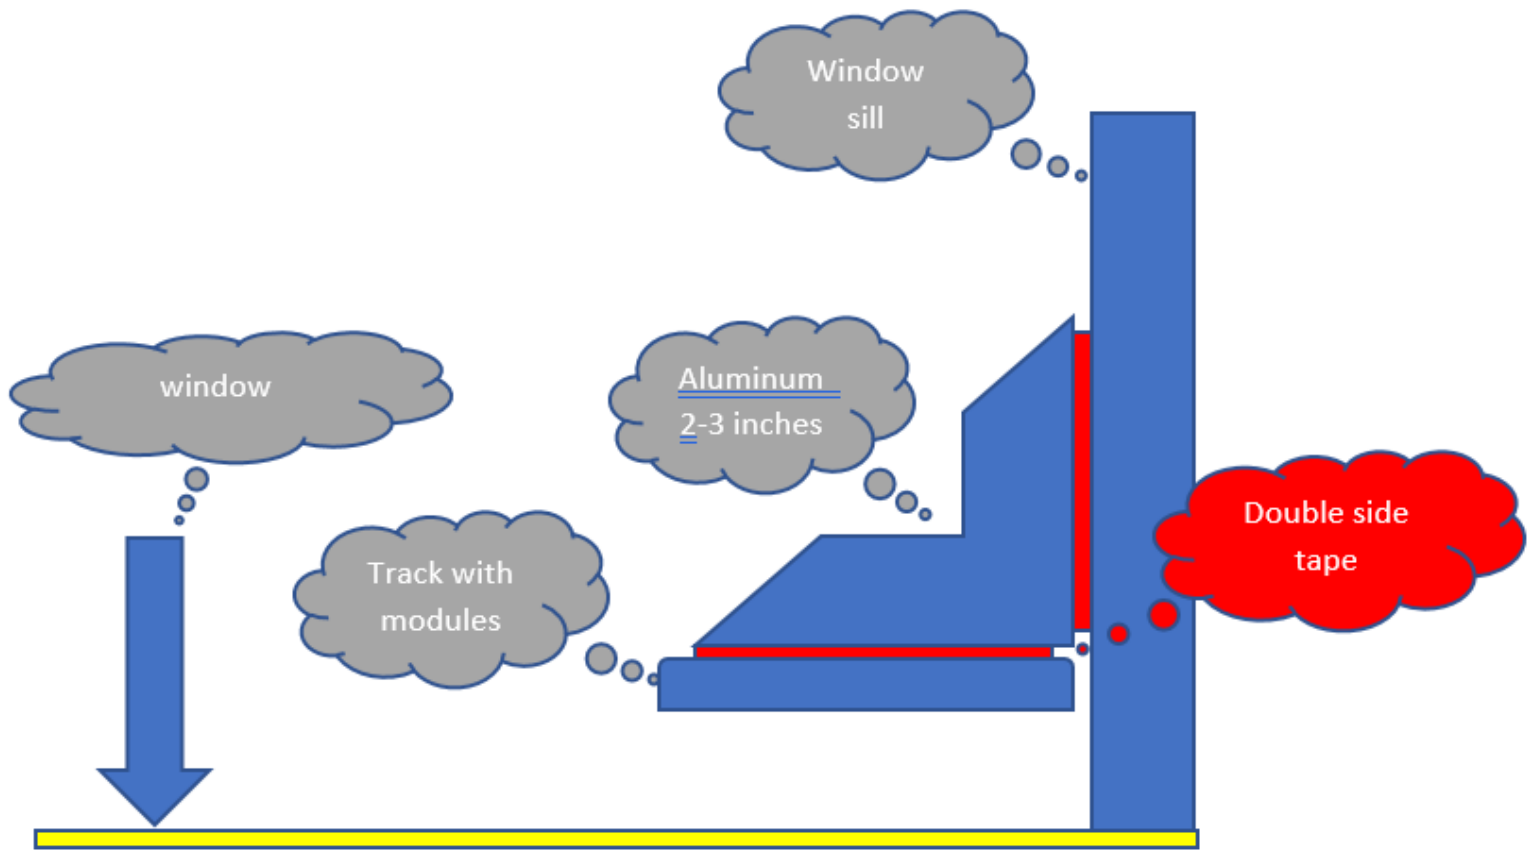 Window
sill
window
Aluminum
2-3 inches
Track with
modules
Double side
tape